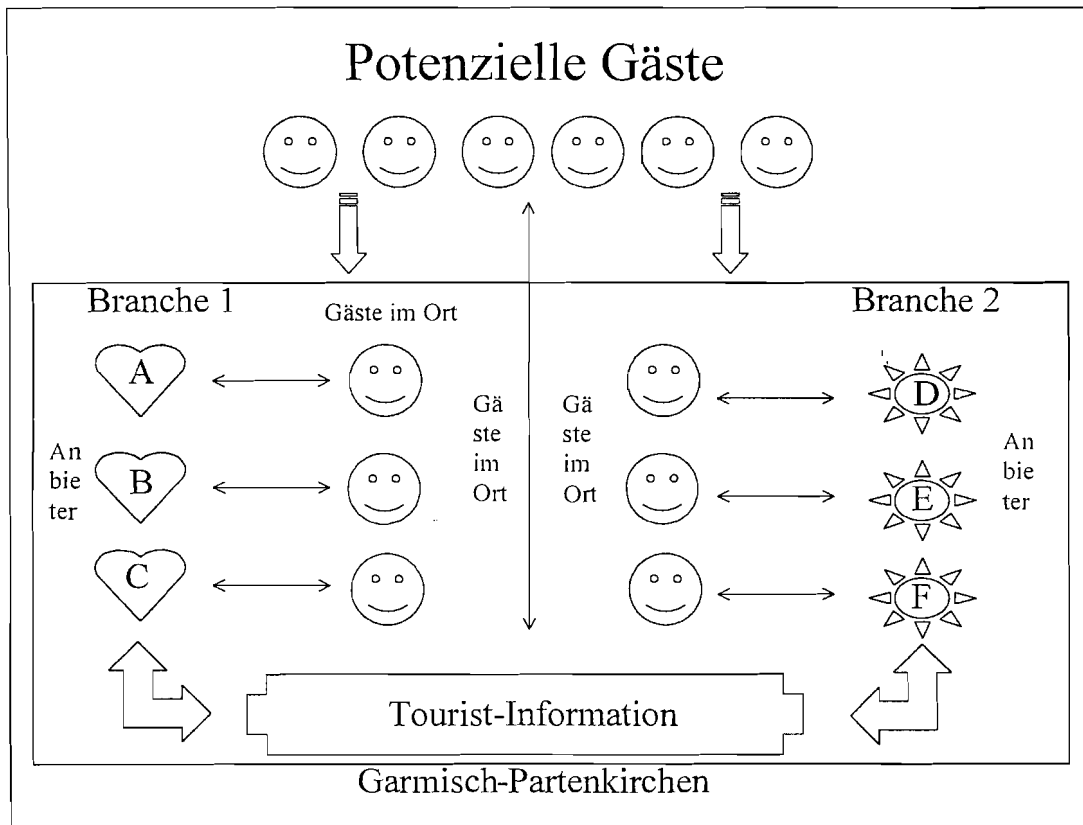 Potenzielle Gäste
Branche 1
Gäste im Ort
Branche 2
A
B
C
An
bie
ter
Gä
ste
im
Ort
Gä
ste
im
Ort
D
E
F
An
bie
ter
Tourist-Information
Garmisch-Partenkirchen